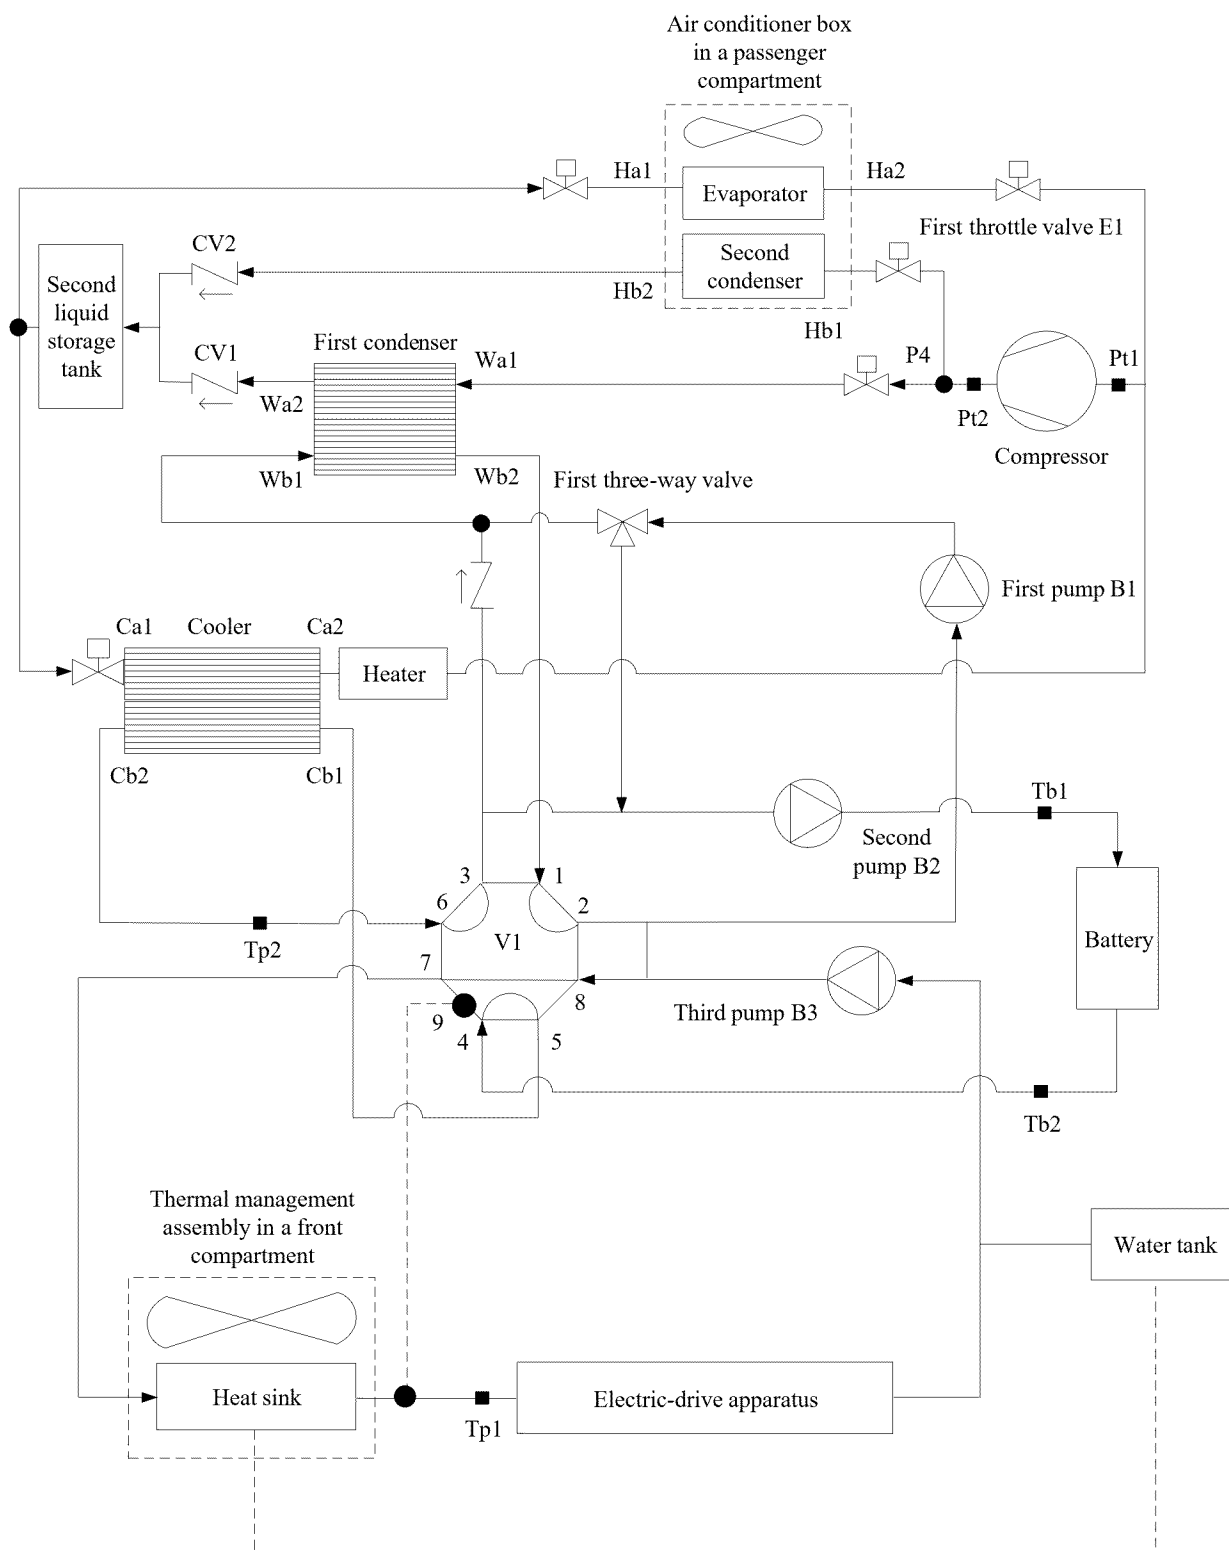 Air conditioner box
in a passenger
compartment
Ha1
Evaporator
Ha2
First throttle valve E1
CV2
Second
condenser
Hb2
Hb1
Second
liquid
storage
tank
First condenser
CV1
Wa1
Wa2
P4
Pt1
Pt2
Compressor
Wb1
Wb2
First three-way valve
First pump B1
Ca1
Cooler
Ca2
Heater
Cb2
Cb1
Tb1
Second
pump B2
3
1
6
2
Tp2
V1
Battery
7
8
9
4
5
Third pump B3
Tb2
Thermal management
assembly in a front
compartment
Water tank
Heat sink
Tp1
Electric-drive apparatus